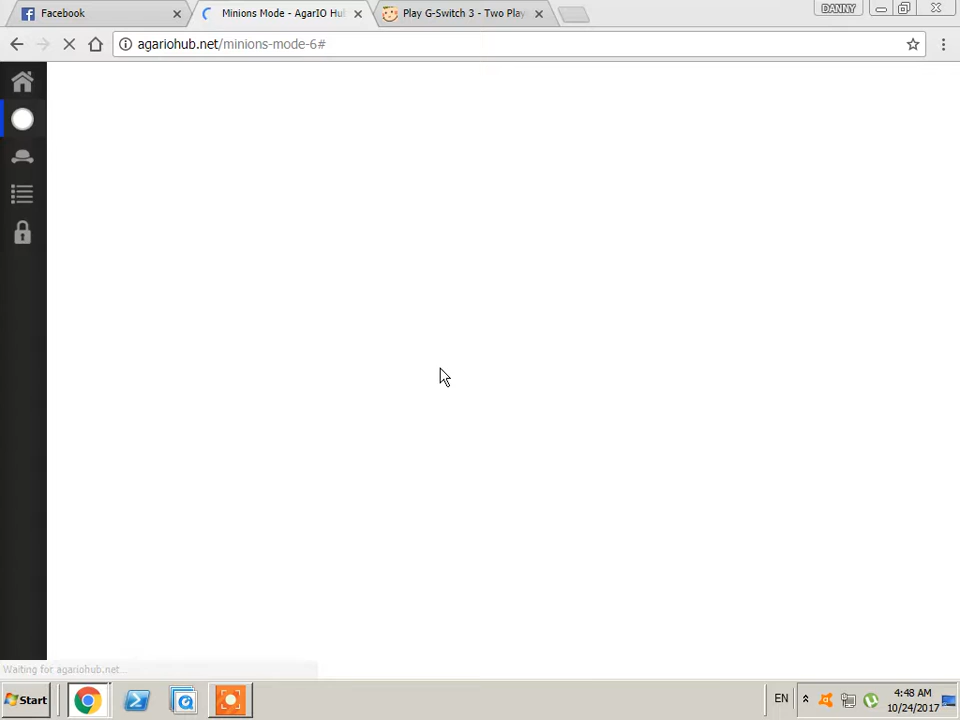 Facebook
Minions Mode - AgarIO Hu
Play G-Switch 3 - Two Play
DANNY
agariohub.net/minions-mode-6#
Waiting for agariohub.net...
Start
EN
4:48 AM
10/24/2017